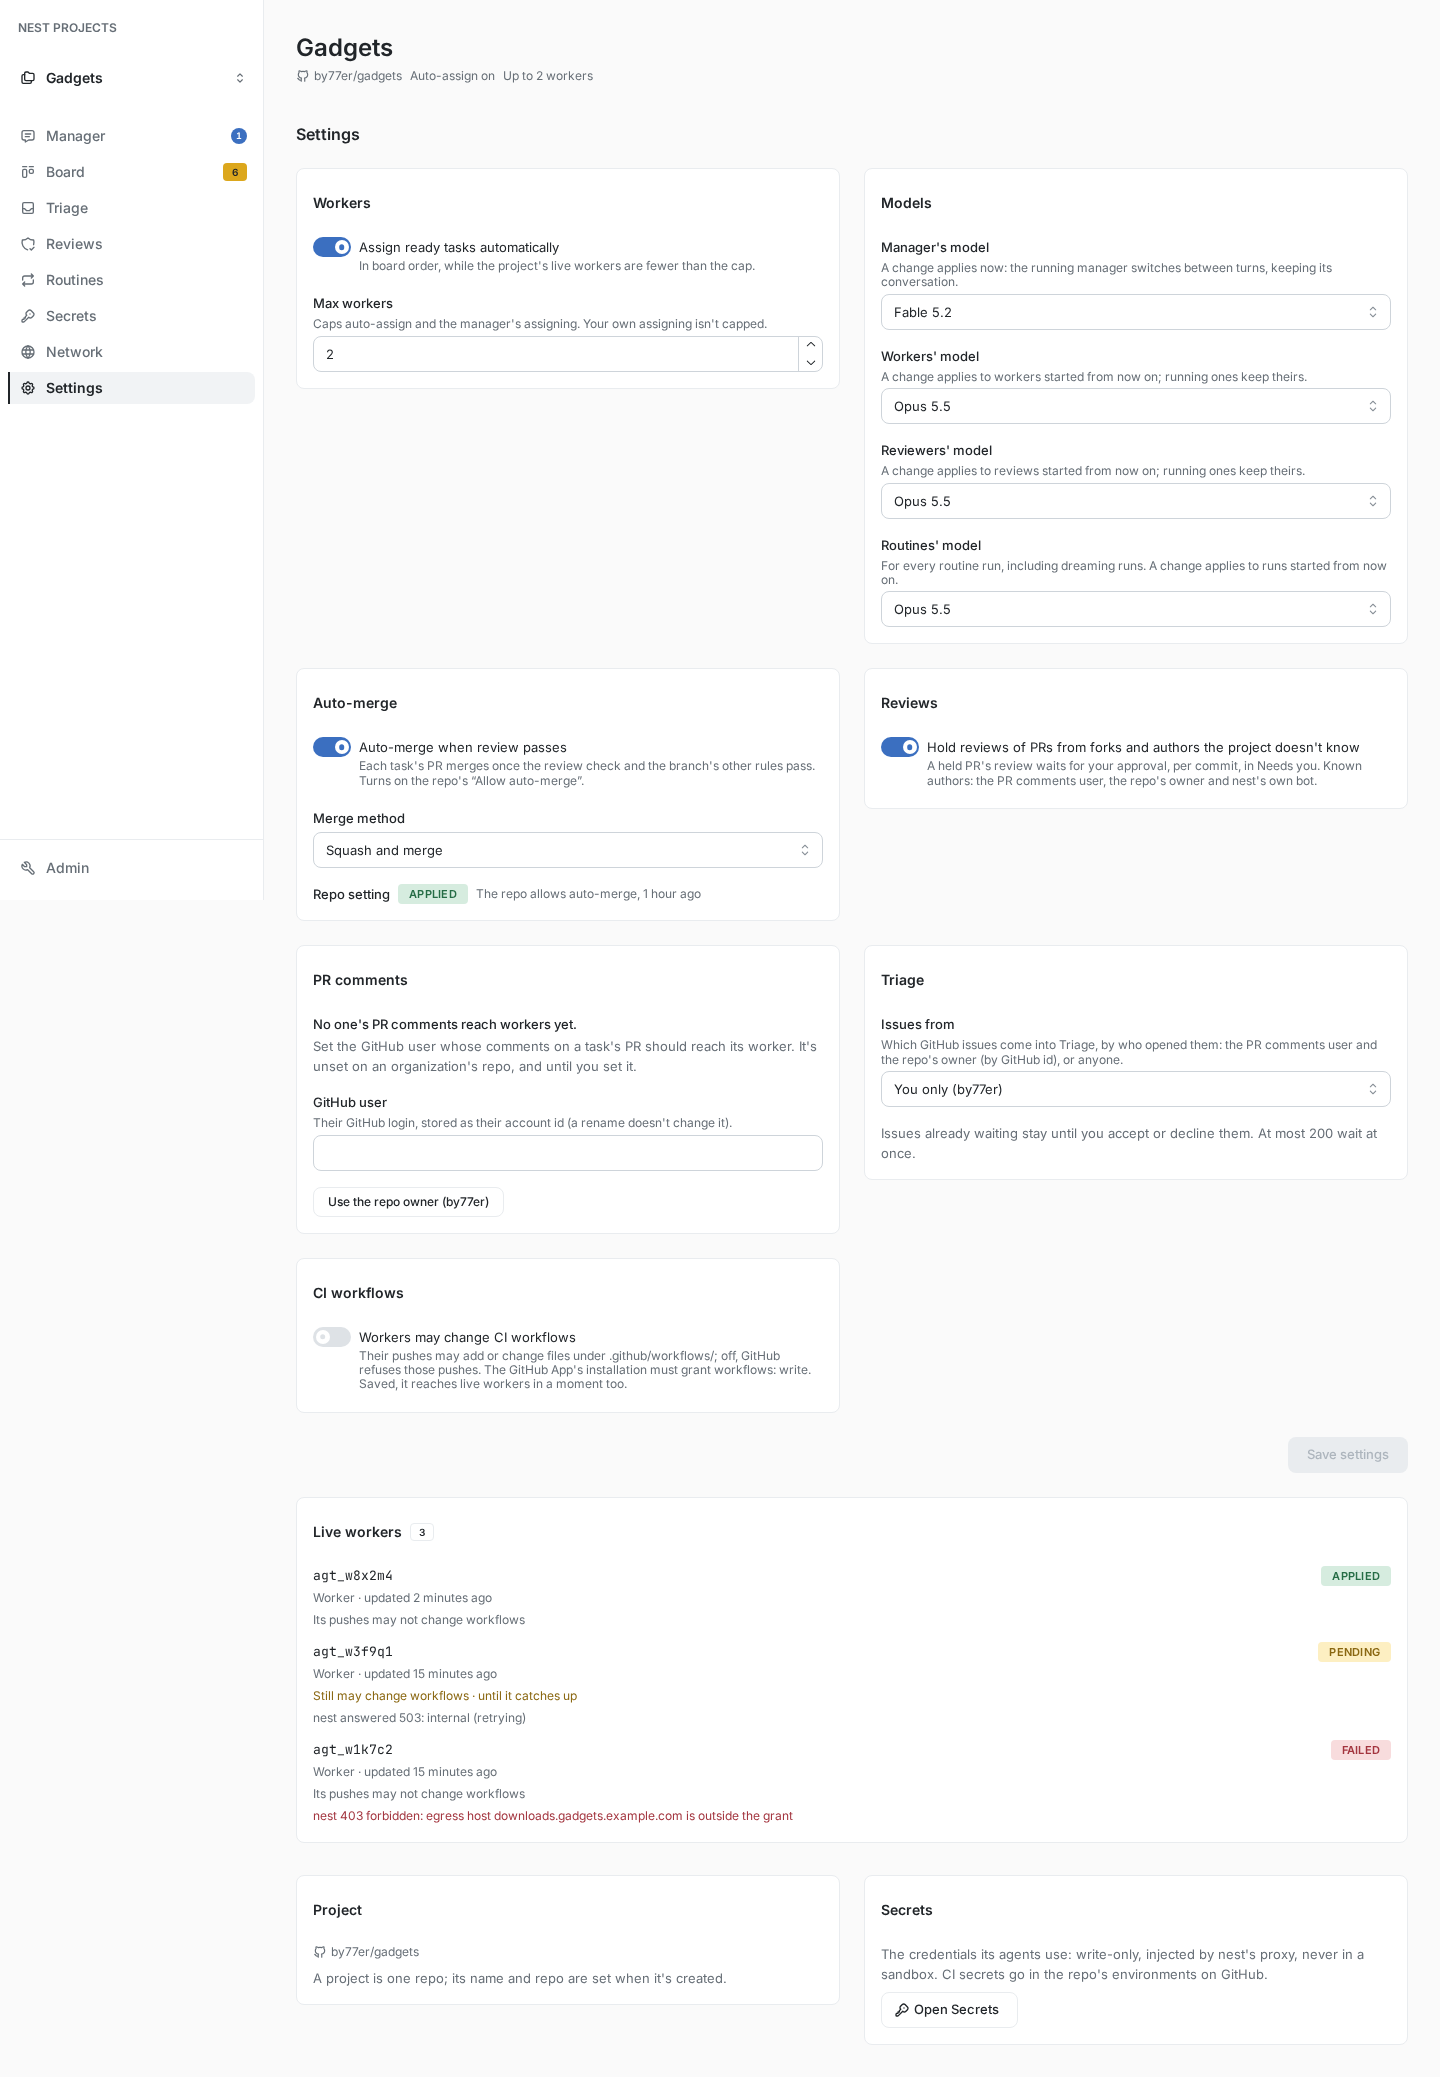 NEST PROJECTS
Gadgets
Manager
1
Board
6
Triage
Reviews
Routines
Secrets
Network
Settings
Admin
Gadgets
by77er/gadgets Auto-assign on Up to 2 workers
Settings
Workers
Assign ready tasks automatically
In board order, while the project's live workers are fewer than the cap.
Max workers
Caps auto-assign and the manager's assigning. Your own assigning isn't capped.
2
Models
Manager's model
A change applies now: the running manager switches between turns, keeping its
conversation.
Fable 5.2
Workers' model
A change applies to workers started from now on; running ones keep theirs.
Opus 5.5
Reviewers' model
A change applies to reviews started from now on; running ones keep theirs.
Opus 5.5
Routines' model
For every routine run, including dreaming runs. A change applies to runs started from now
on.
Opus 5.5
Auto-merge
Auto-merge when review passes
Each task's PR merges once the review check and the branch's other rules pass.
Turns on the repo's “Allow auto-merge”.
Merge method
Squash and merge
Repo setting APPLIED The repo allows auto-merge, 1 hour ago
Reviews
Hold reviews of PRs from forks and authors the project doesn't know
A held PR's review waits for your approval, per commit, in Needs you. Known
authors: the PR comments user, the repo's owner and nest's own bot.
PR comments
No one's PR comments reach workers yet.
Set the GitHub user whose comments on a task's PR should reach its worker. It's
unset on an organization's repo, and until you set it.
GitHub user
Their GitHub login, stored as their account id (a rename doesn't change it).
Use the repo owner (by77er)
Triage
Issues from
Which GitHub issues come into Triage, by who opened them: the PR comments user and
the repo's owner (by GitHub id), or anyone.
You only (by77er)
Issues already waiting stay until you accept or decline them. At most 200 wait at
once.
CI workflows
Workers may change CI workflows
Their pushes may add or change files under .github/workflows/; off, GitHub
refuses those pushes. The GitHub App's installation must grant workflows: write.
Saved, it reaches live workers in a moment too.
Save settings
Live workers 3
agt_w8x2m4
APPLIED
Worker · updated 2 minutes ago
Its pushes may not change workflows
agt_w3f9q1
PENDING
Worker · updated 15 minutes ago
Still may change workflows · until it catches up
nest answered 503: internal (retrying)
agt_w1k7c2
FAILED
Worker · updated 15 minutes ago
Its pushes may not change workflows
nest 403 forbidden: egress host downloads.gadgets.example.com is outside the grant
Project
by77er/gadgets
A project is one repo; its name and repo are set when it's created.
Secrets
The credentials its agents use: write-only, injected by nest's proxy, never in a
sandbox. CI secrets go in the repo's environments on GitHub.
Open Secrets